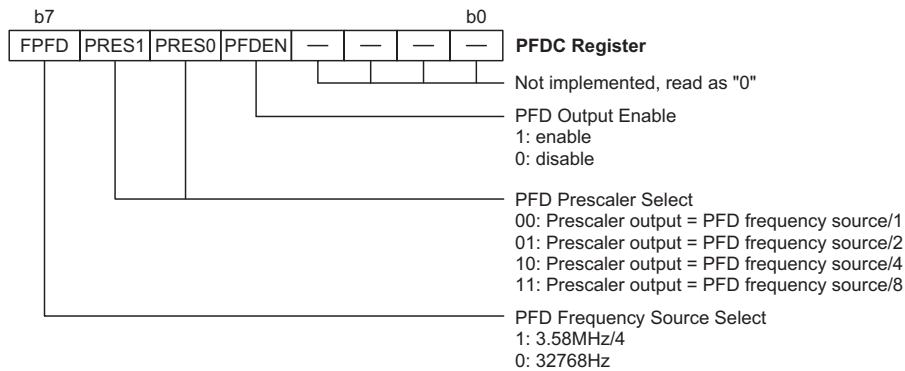 b7 b0
FPFD PRES1 PRES0 PFDEN — — — — PFDC Register
Not implemented, read as "0"
PFD Output Enable
1: enable
0: disable
PFD Prescaler Select
00: Prescaler output = PFD frequency source/1
01: Prescaler output = PFD frequency source/2
10: Prescaler output = PFD frequency source/4
11: Prescaler output = PFD frequency source/8
PFD Frequency Source Select
1: 3.58MHz/4
0: 32768Hz